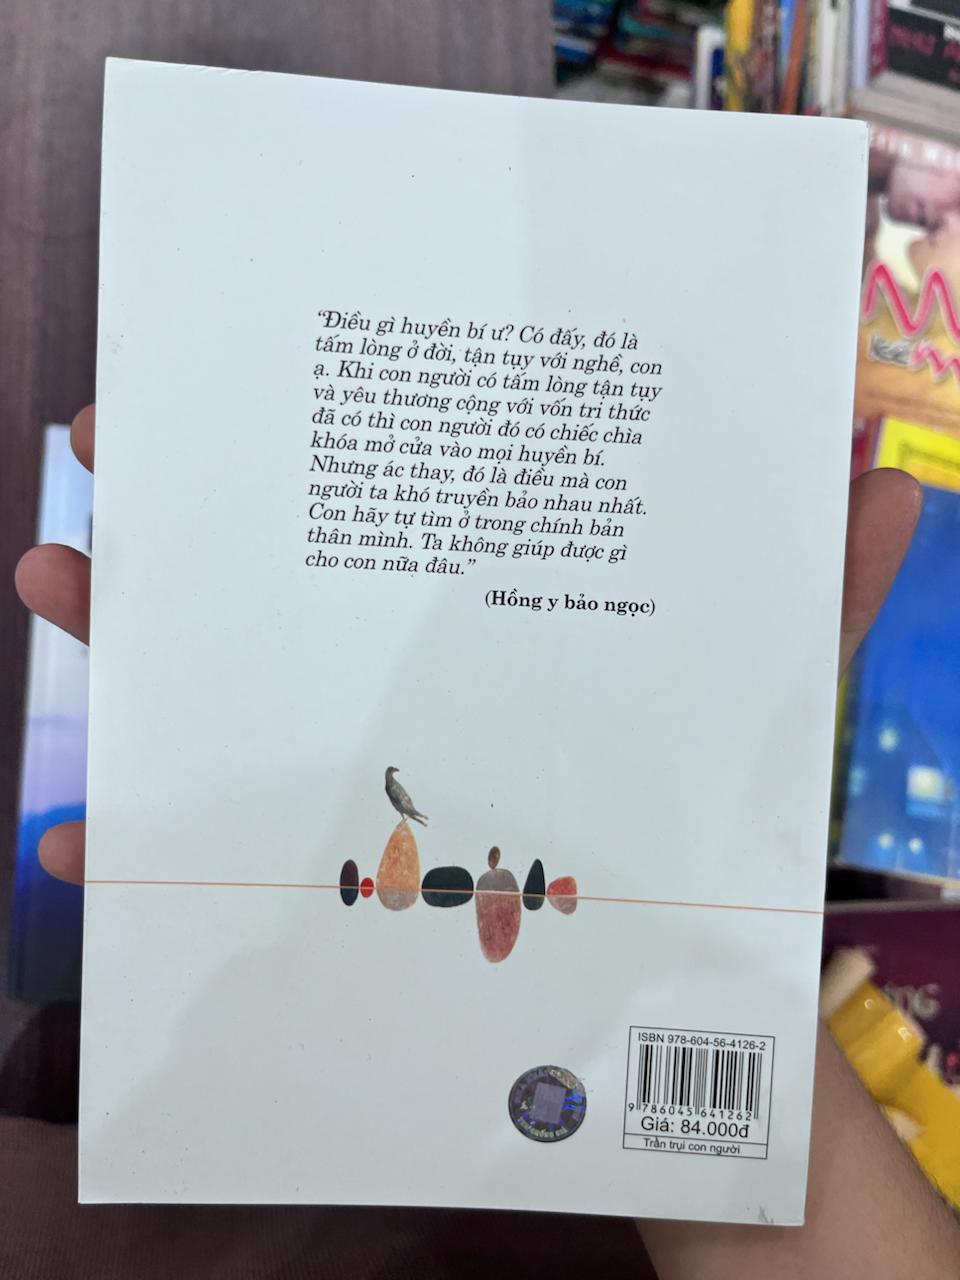 “Điều gì huyền bí ư? Có đấy, đó là
tấm lòng ở đời, tận tụy với nghề, con
ạ. Khi con người có tấm lòng tận tụy
và yêu thương cộng với vốn tri thức
đã có thì con người đó có chiếc chìa
khóa mở cửa vào mọi huyền bí.
Nhưng ác thay, đó là điều mà con
người ta khó truyền bảo nhau nhất.
Con hãy tự tìm ở trong chính bản
thân mình. Ta không giúp được gì
cho con nữa đâu.”
(Hồng y bảo ngọc)
ISBN 978-604-56-4126-2
9 786045 641262
Giá: 84.000đ
Trần trụi con người